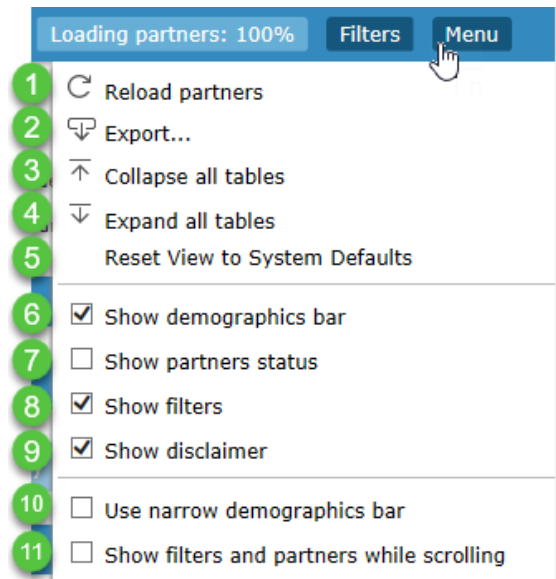 Loading partners: 100% Filters Menu
1 Reload partners
2 Export...
3 Collapse all tables
4 Expand all tables
5 Reset View to System Defaults
6 Show demographics bar
7 Show partners status
8 Show filters
9 Show disclaimer
10 Use narrow demographics bar
11 Show filters and partners while scrolling